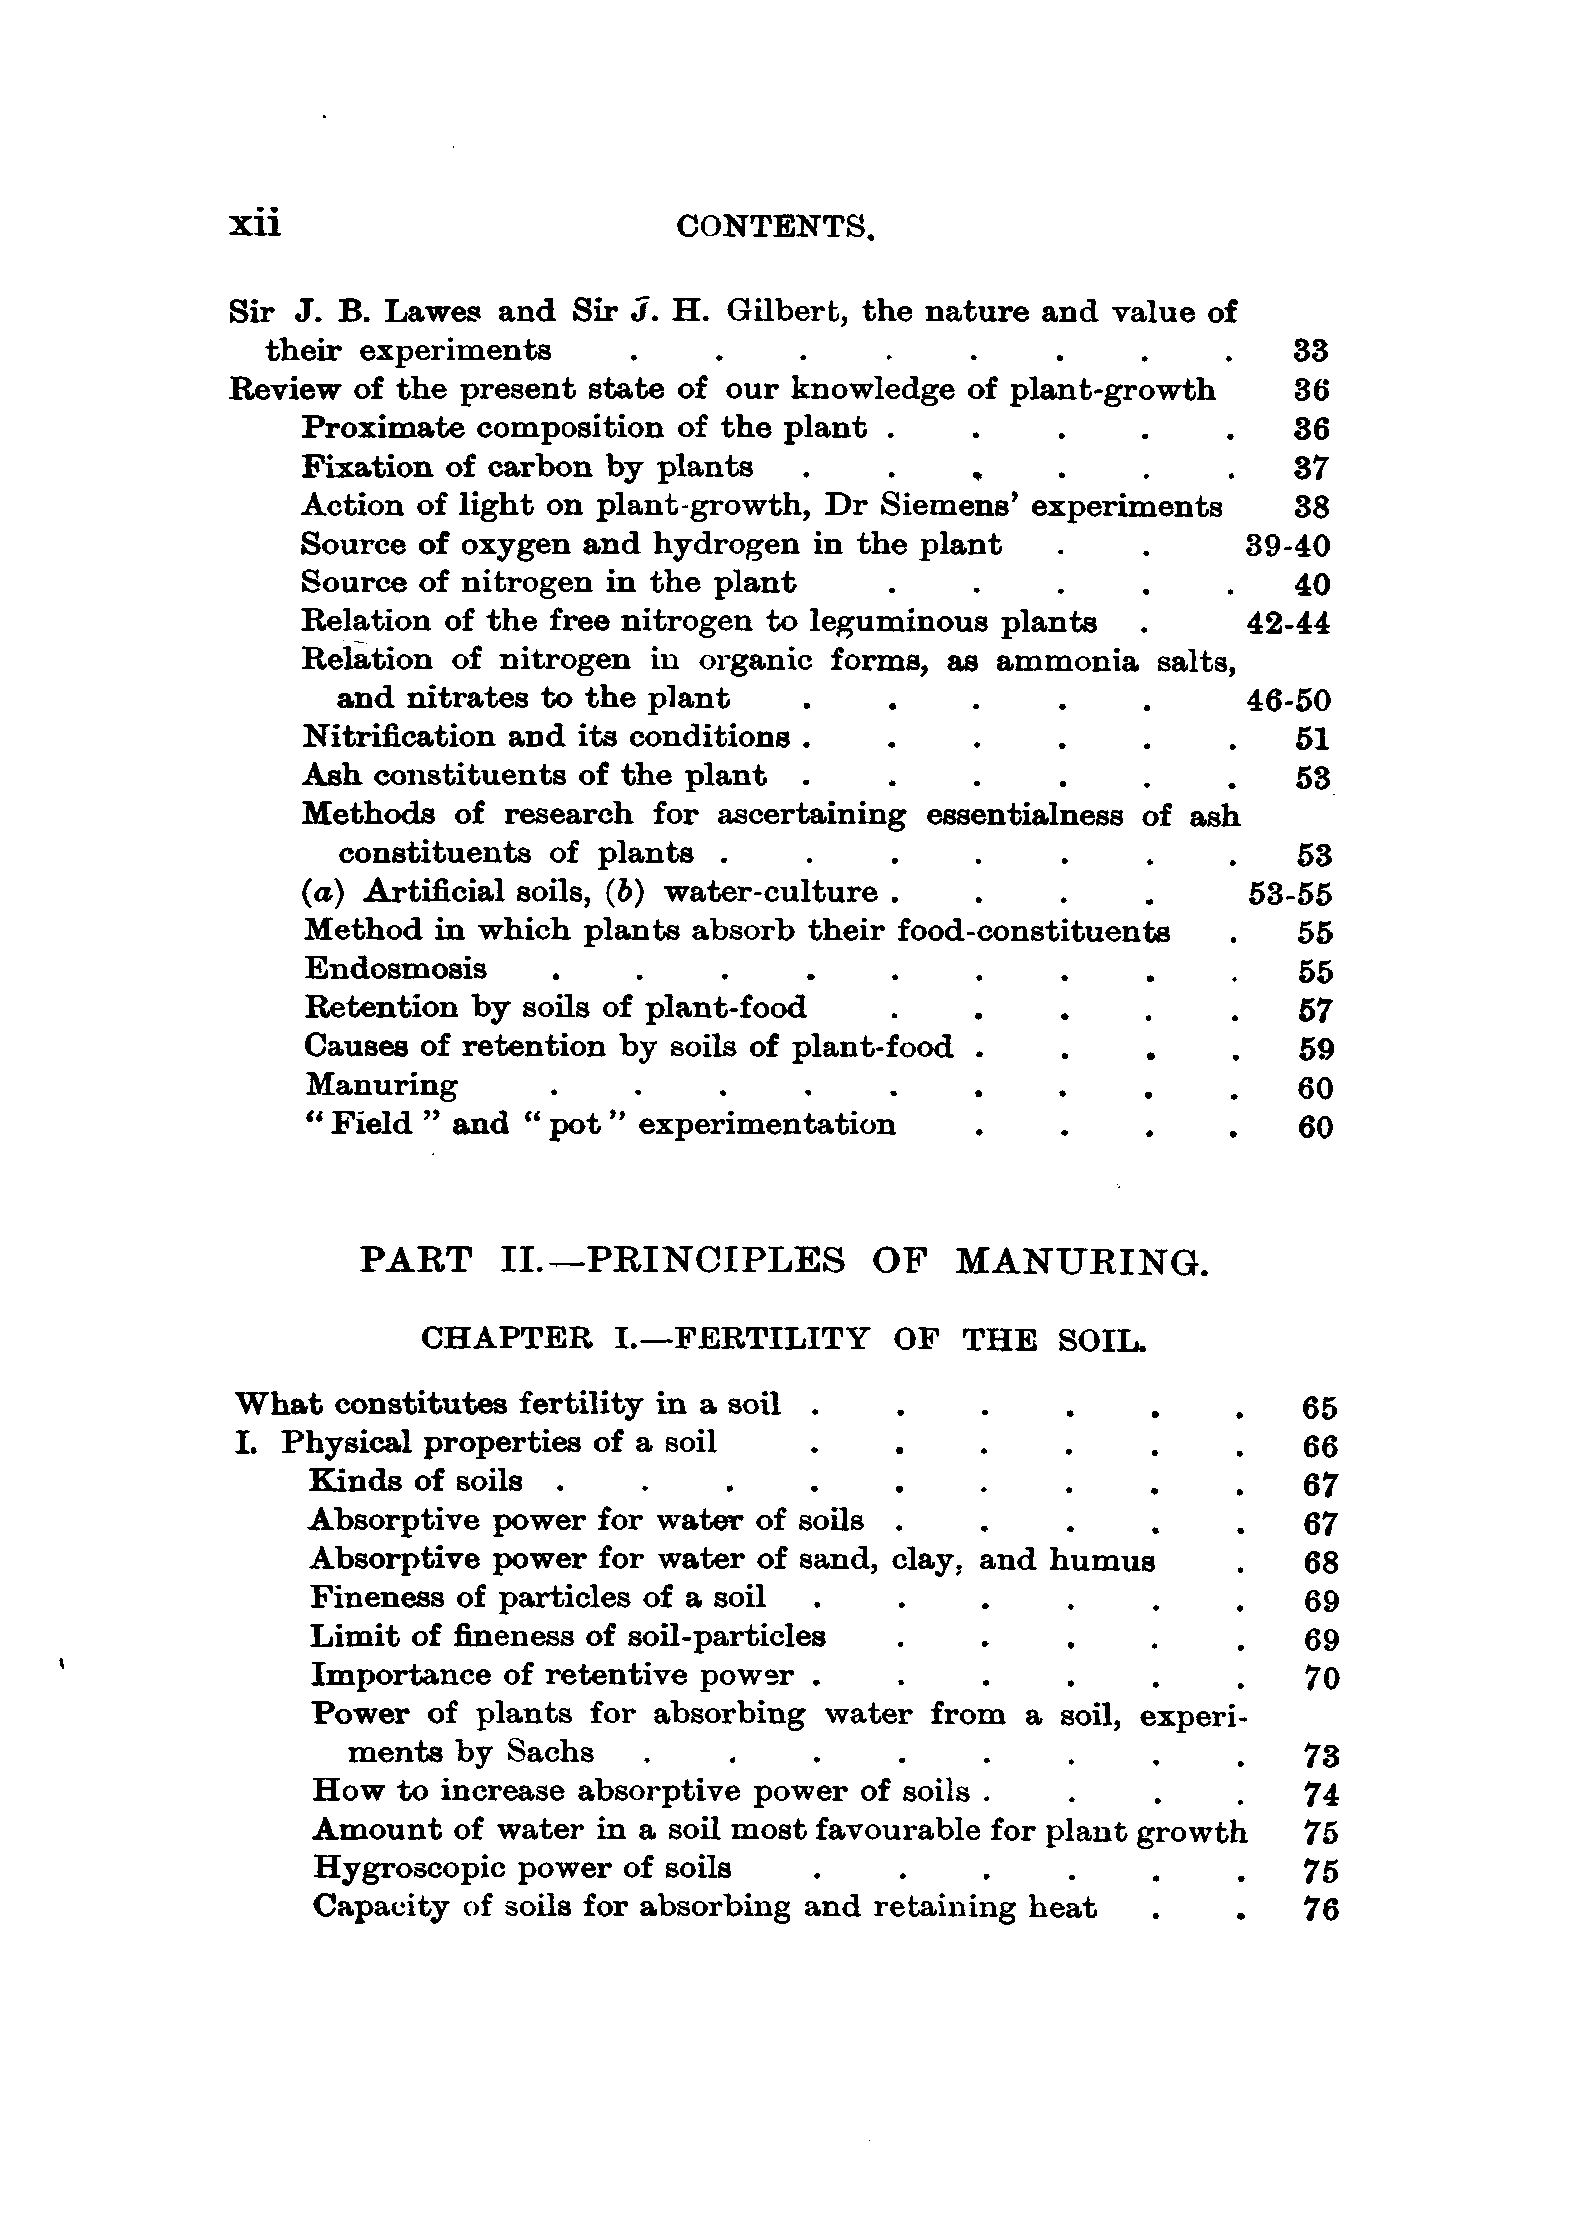 xii CONTENTS.
Sir J. B. Lawes and Sir J. H. Gilbert, the nature and value of
their experiments . . . . . . . . 33
Review of the present state of our knowledge of plant-growth 36
Proximate composition of the plant . . . . . 36
Fixation of carbon by plants . . . . . . 37
Action of light on plant-growth, Dr Siemens' experiments 38
Source of oxygen and hydrogen in the plant . . 39-40
Source of nitrogen in the plant . . . . . 40
Relation of the free nitrogen to leguminous plants . 42-44
Relation of nitrogen in organic forms, as ammonia salts,
and nitrates to the plant . . . . . 46-50
Nitrification and its conditions . . . . . . 51
Ash constituents of the plant . . . . . . 53
Methods of research for ascertaining essentialness of ash
constituents of plants . . . . . . . 53
(a) Artificial soils, (b) water-culture . . . . 53-55
Method in which plants absorb their food-constituents . 55
Endosmosis . . . . . . . . . 55
Retention by soils of plant-food . . . . . 57
Causes of retention by soils of plant-food . . . . 59
Manuring . . . . . . . . . 60
"Field" and "pot" experimentation . . . . 60
PART II.—PRINCIPLES OF MANURING.
CHAPTER I.—FERTILITY OF THE SOIL.
What constitutes fertility in a soil . . . . . . 65
I. Physical properties of a soil . . . . . . 66
Kinds of soils . . . . . . . . . 67
Absorptive power for water of soils . . . . . 67
Absorptive power for water of sand, clay, and humus . 68
Fineness of particles of a soil . . . . . . 69
Limit of fineness of soil-particles . . . . . 69
Importance of retentive power . . . . . . 70
Power of plants for absorbing water from a soil, experi-
ments by Sachs . . . . . . . . 73
How to increase absorptive power of soils . . . . 74
Amount of water in a soil most favourable for plant growth 75
Hygroscopic power of soils . . . . . . 75
Capacity of soils for absorbing and retaining heat . . 76